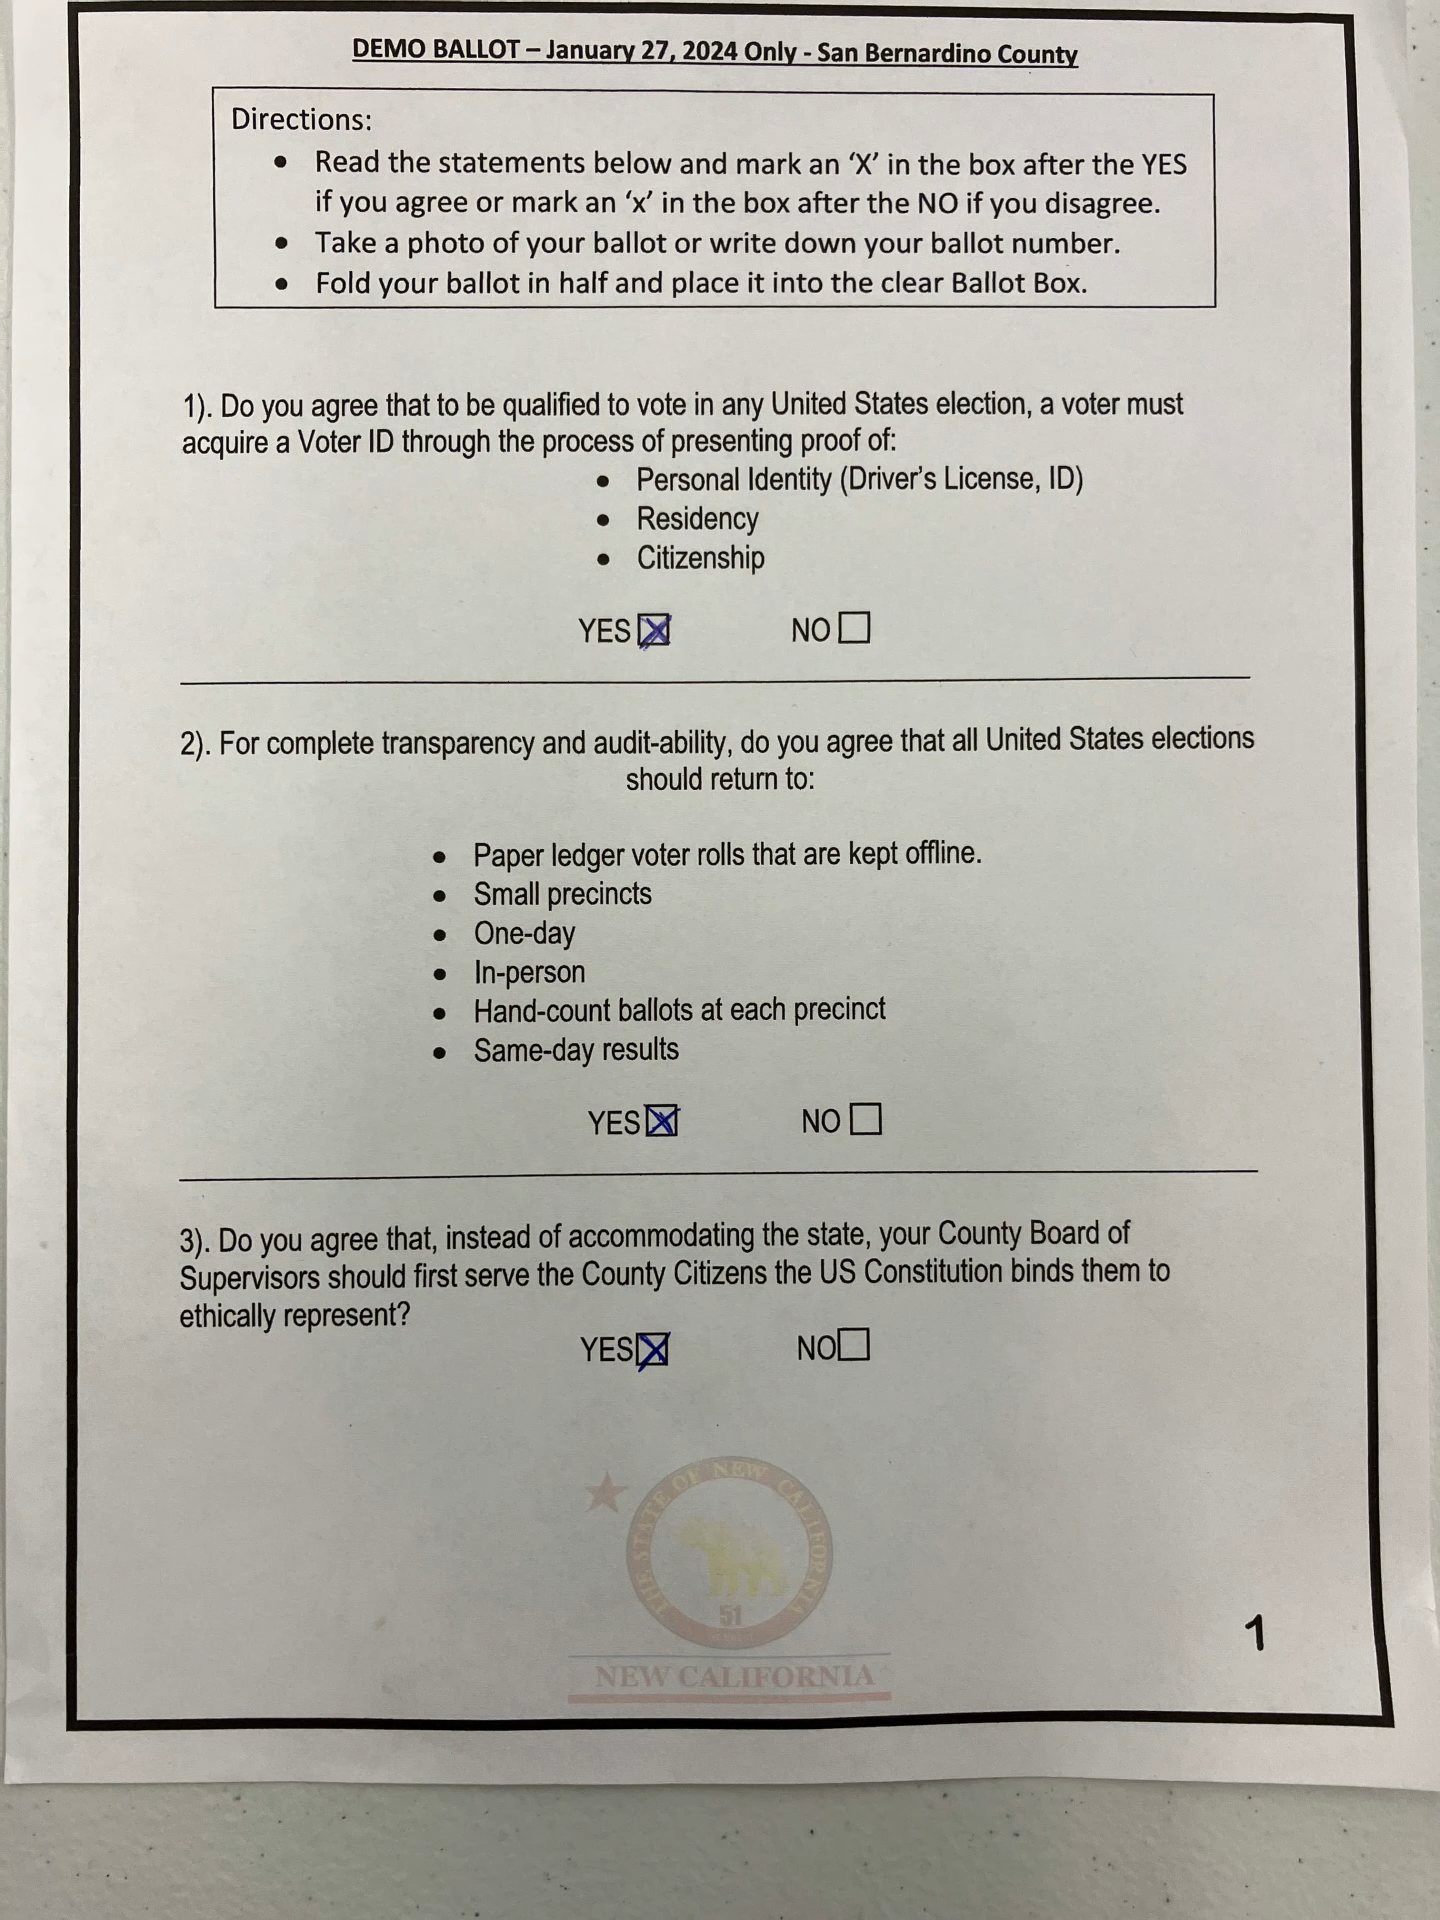 DEMO BALLOT – January 27, 2024 Only - San Bernardino County
Directions:
• Read the statements below and mark an ‘X’ in the box after the YES
if you agree or mark an ‘x’ in the box after the NO if you disagree.
• Take a photo of your ballot or write down your ballot number.
• Fold your ballot in half and place it into the clear Ballot Box.
1). Do you agree that to be qualified to vote in any United States election, a voter must
acquire a Voter ID through the process of presenting proof of:
• Personal Identity (Driver’s License, ID)
• Residency
• Citizenship
YES X NO
2). For complete transparency and audit-ability, do you agree that all United States elections
should return to:
• Paper ledger voter rolls that are kept offline.
• Small precincts
• One-day
• In-person
• Hand-count ballots at each precinct
• Same-day results
YES X NO
3). Do you agree that, instead of accommodating the state, your County Board of
Supervisors should first serve the County Citizens the US Constitution binds them to
ethically represent?
YES X NO
THE STATE OF NEW CALIFORNIA
51
NEW CALIFORNIA
1